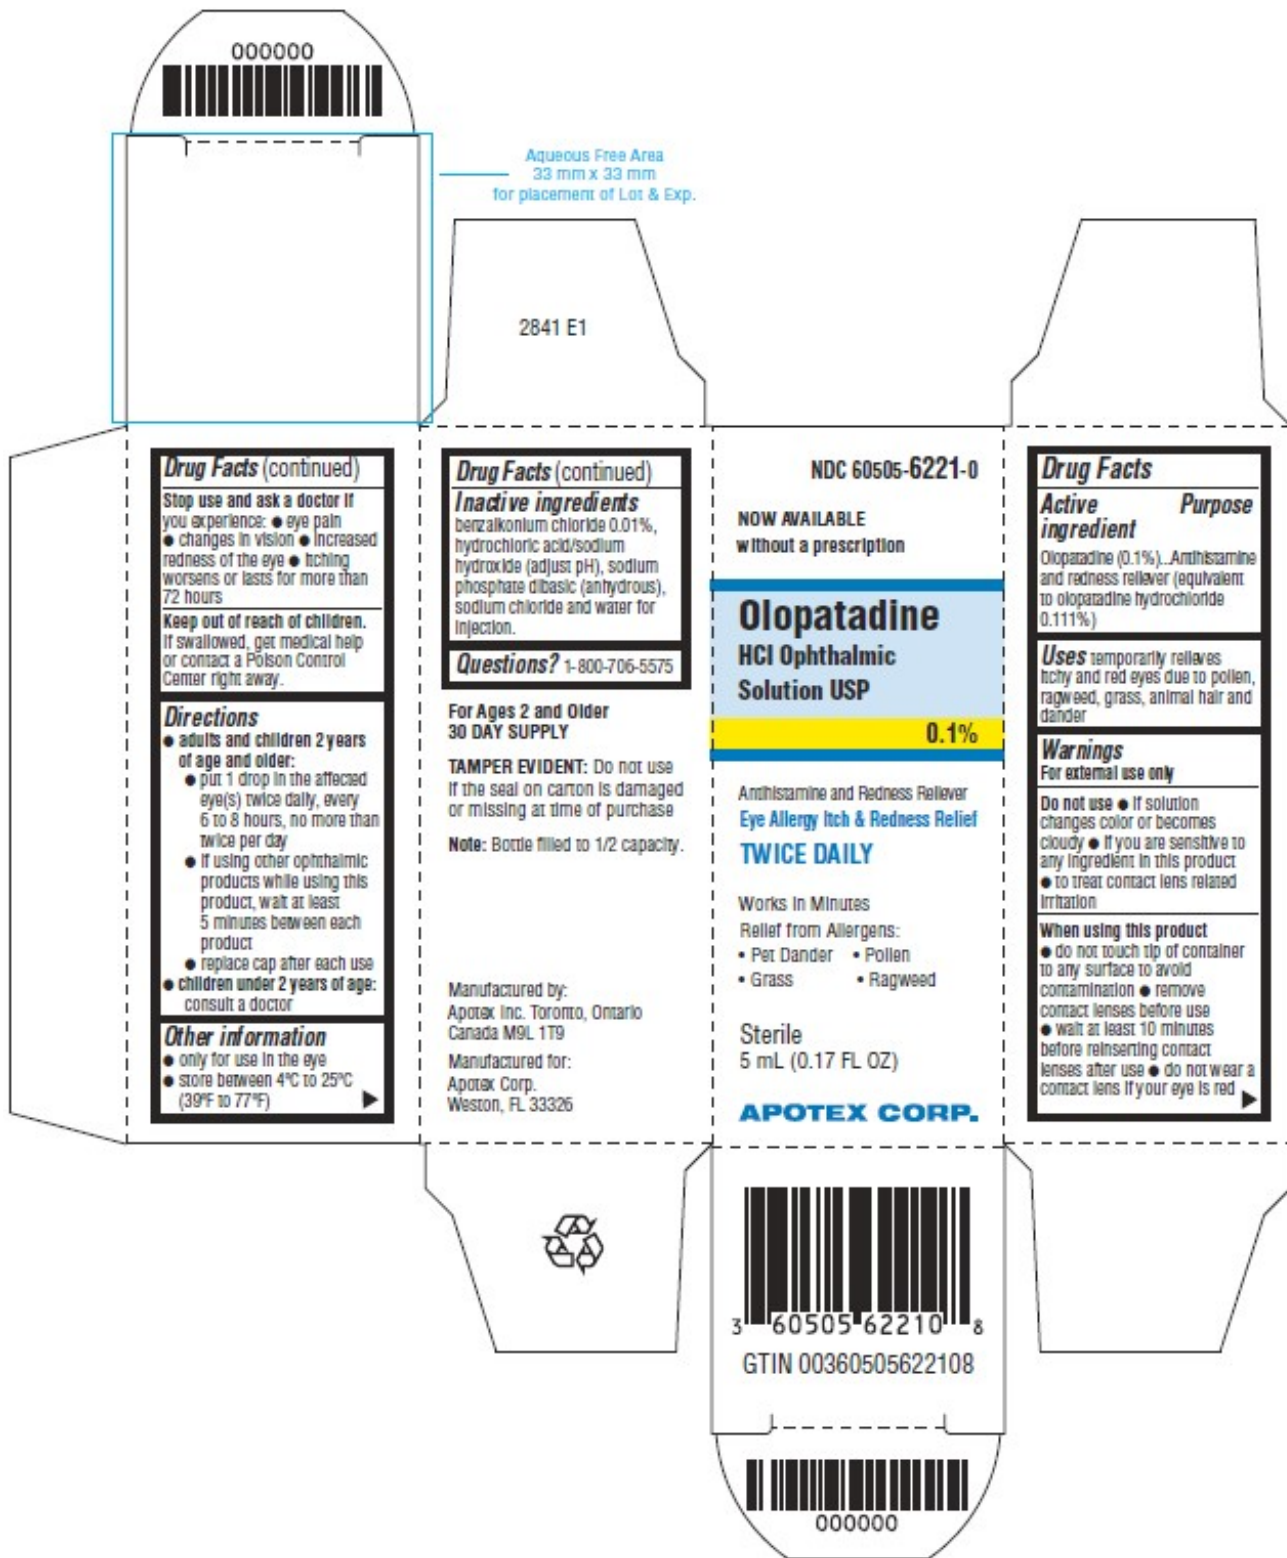 000000
Aqueous Free Area
33 mm x 33 mm
for placement of Lot & Exp.
2841 E1
Drug Facts (continued)
Stop use and ask a doctor if
you experience: ● eye pain
● changes in vision ● increased
redness of the eye ● itching
worsens or lasts for more than
72 hours
Keep out of reach of children.
If swallowed, get medical help
or contact a Poison Control
Center right away.
Directions
● adults and children 2 years
of age and older:
● put 1 drop in the affected
eye(s) twice daily, every
6 to 8 hours, no more than
twice per day
● if using other ophthalmic
products while using this
product, wait at least
5 minutes between each
product
● replace cap after each use
● children under 2 years of age:
consult a doctor
Other information
● only for use in the eye
● store between 4°C to 25°C
(39°F to 77°F)
Drug Facts (continued)
Inactive ingredients
benzalkonium chloride 0.01%,
hydrochloric acid/sodium
hydroxide (adjust pH), sodium
phosphate dibasic (anhydrous),
sodium chloride and water for
injection.
Questions? 1-800-706-5575
For Ages 2 and Older
30 DAY SUPPLY
TAMPER EVIDENT: Do not use
if the seal on carton is damaged
or missing at time of purchase
Note: Bottle filled to 1/2 capacity.
Manufactured by:
Apotex Inc. Toronto, Ontario
Canada M9L 1T9
Manufactured for:
Apotex Corp.
Weston, FL 33326
NDC 60505-6221-0
NOW AVAILABLE
without a prescription
Olopatadine
HCl Ophthalmic
Solution USP
0.1%
Antihistamine and Redness Reliever
Eye Allergy Itch & Redness Relief
TWICE DAILY
Works in Minutes
Relief from Allergens:
• Pet Dander • Pollen
• Grass • Ragweed
Sterile
5 mL (0.17 FL OZ)
APOTEX CORP.
Drug Facts
Active Purpose
ingredient
Olopatadine (0.1%)...Antihistamine
and redness reliever (equivalent
to olopatadine hydrochloride
0.111%)
Uses temporarily relieves
itchy and red eyes due to pollen,
ragweed, grass, animal hair and
dander
Warnings
For external use only
Do not use ● if solution
changes color or becomes
cloudy ● if you are sensitive to
any ingredient in this product
● to treat contact lens related
irritation
When using this product
● do not touch tip of container
to any surface to avoid
contamination ● remove
contact lenses before use
● wait at least 10 minutes
before reinserting contact
lenses after use ● do not wear a
contact lens if your eye is red
3 60505 62210 8
GTIN 00360505622108
000000